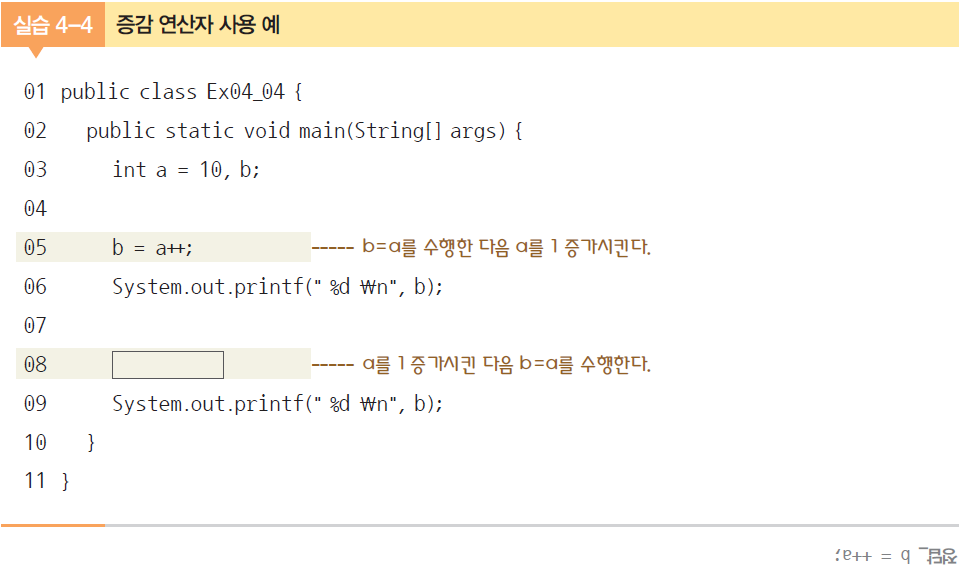 실습 4-4 증감 연산자 사용 예
01 public class Ex04_04 {
02 public static void main(String[] args) {
03 int a = 10, b;
04
05 b = a++; ----- b=a를 수행한 다음 a를 1 증가시킨다.
06 System.out.printf(" %d ₩n", b);
07
08 ----- a를 1 증가시킨 다음 b=a를 수행한다.
09 System.out.printf(" %d ₩n", b);
10 }
11 }
정답_ b = ++a;